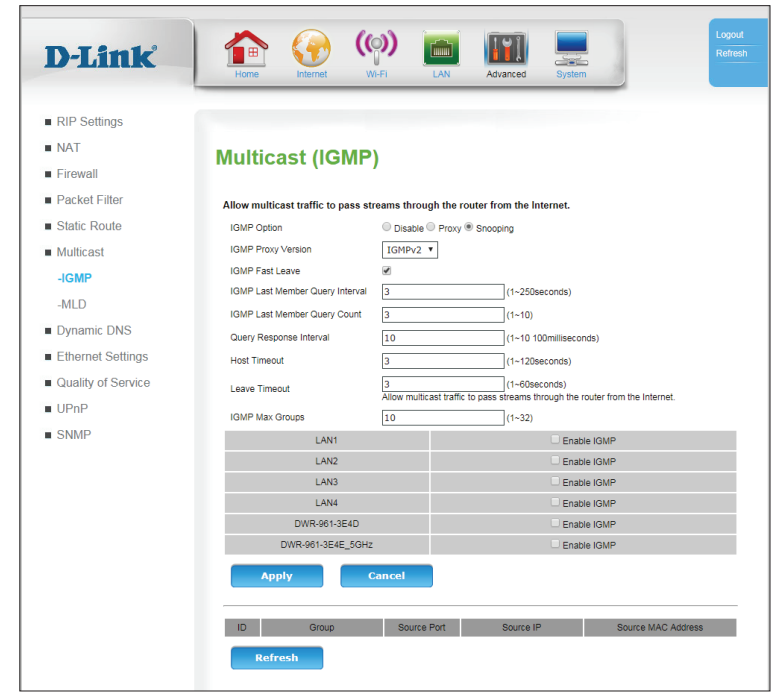 D-Link
Home Internet Wi-Fi LAN Advanced System
Logout
Refresh
RIP Settings
NAT
Firewall
Packet Filter
Static Route
Multicast
-IGMP
-MLD
Dynamic DNS
Ethernet Settings
Quality of Service
UPnP
SNMP
Multicast (IGMP)
Allow multicast traffic to pass streams through the router from the Internet.
IGMP Option Disable Proxy Snooping
IGMP Proxy Version IGMPv2
IGMP Fast Leave
IGMP Last Member Query Interval 3 (1~250seconds)
IGMP Last Member Query Count 3 (1~10)
Query Response Interval 10 (1~10 100milliseconds)
Host Timeout 3 (1~120seconds)
Leave Timeout 3 (1~60seconds)
Allow multicast traffic to pass streams through the router from the Internet.
IGMP Max Groups 10 (1~32)
LAN1 Enable IGMP
LAN2 Enable IGMP
LAN3 Enable IGMP
LAN4 Enable IGMP
DWR-961-3E4D Enable IGMP
DWR-961-3E4E_5GHz Enable IGMP
Apply Cancel
ID Group Source Port Source IP Source MAC Address
Refresh